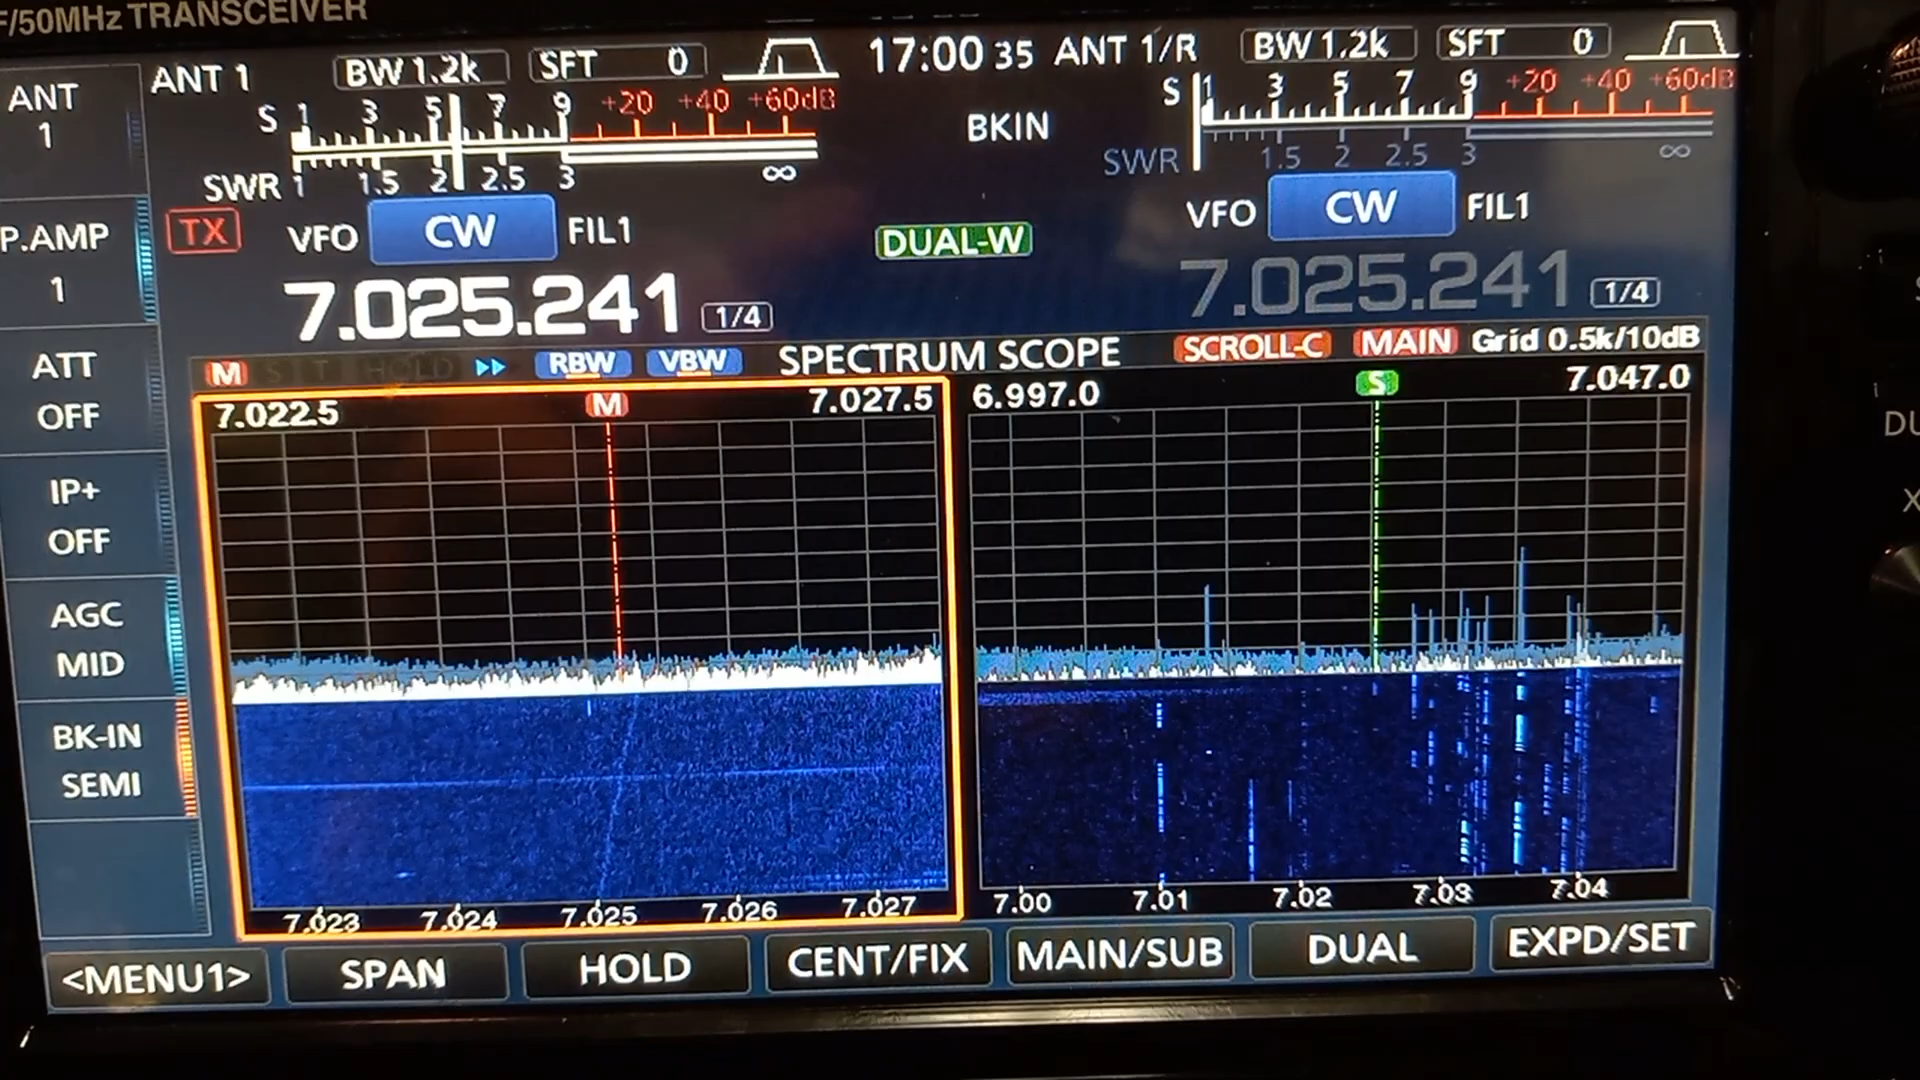 F/50MHz TRANSCEIVER
ANT 1
P.AMP 1
ATT OFF
IP+ OFF
AGC MID
BK-IN SEMI
ANT 1 BW 1.2k SFT 0 17:00 35 ANT 1/R BW 1.2k SFT 0
S 1 3 5 7 9 +20 +40 +60dB BKIN S 1 3 5 7 9 +20 +40 +60dB
SWR 1 1.5 2 2.5 3 ∞ SWR 1.5 2 2.5 3 ∞
TX VFO CW FIL1 DUAL-W VFO CW FIL1
7.025.241 1/4 7.025.241 1/4
M S T HOLD RBW VBW SPECTRUM SCOPE SCROLL-C MAIN Grid 0.5k/10dB
7.022.5 M 7.027.5 6.997.0 S 7.047.0
7.023 7.024 7.025 7.026 7.027 7.00 7.01 7.02 7.03 7.04
<MENU1> SPAN HOLD CENT/FIX MAIN/SUB DUAL EXPD/SET